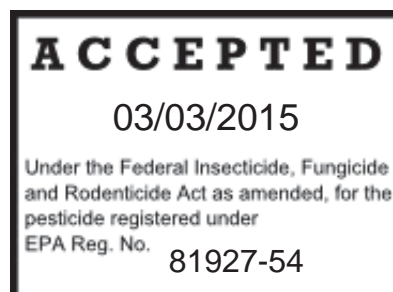 ACCEPTED
03/03/2015
Under the Federal Insecticide, Fungicide
and Rodenticide Act as amended, for the
pesticide registered under
EPA Reg. No. 81927-54